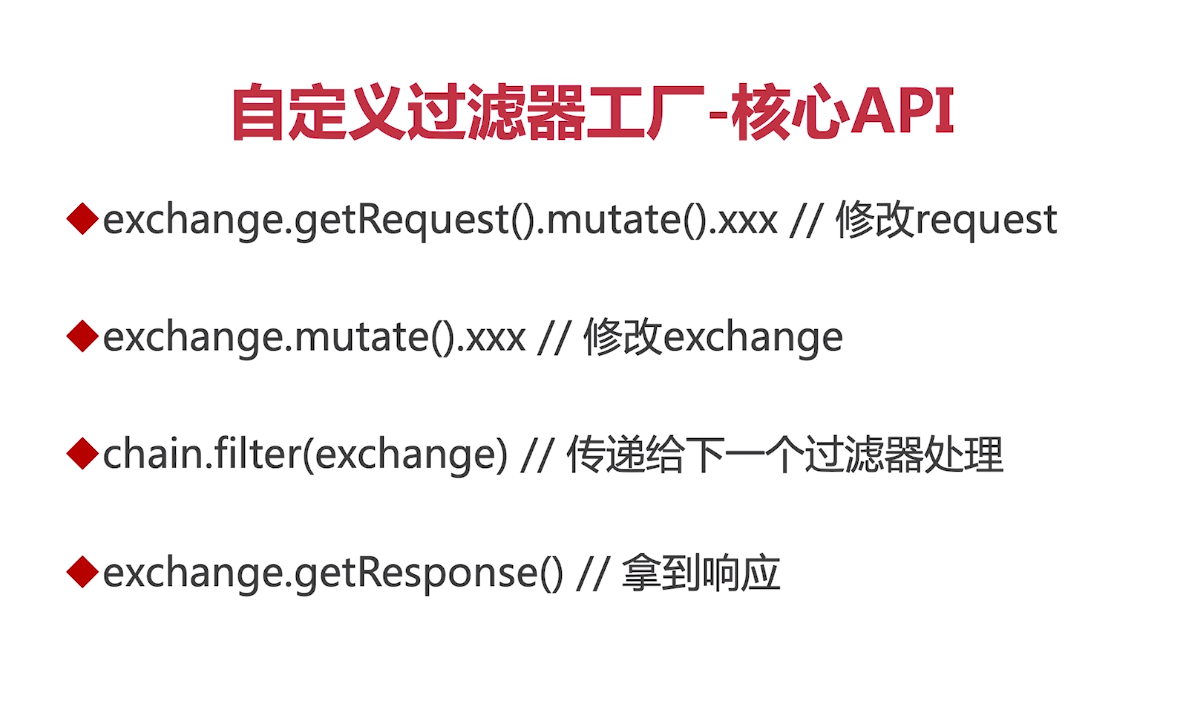 自定义过滤器工厂-核心API
◆exchange.getRequest().mutate().xxx // 修改request
◆exchange.mutate().xxx // 修改exchange
◆chain.filter(exchange) // 传递给下一个过滤器处理
◆exchange.getResponse() // 拿到响应